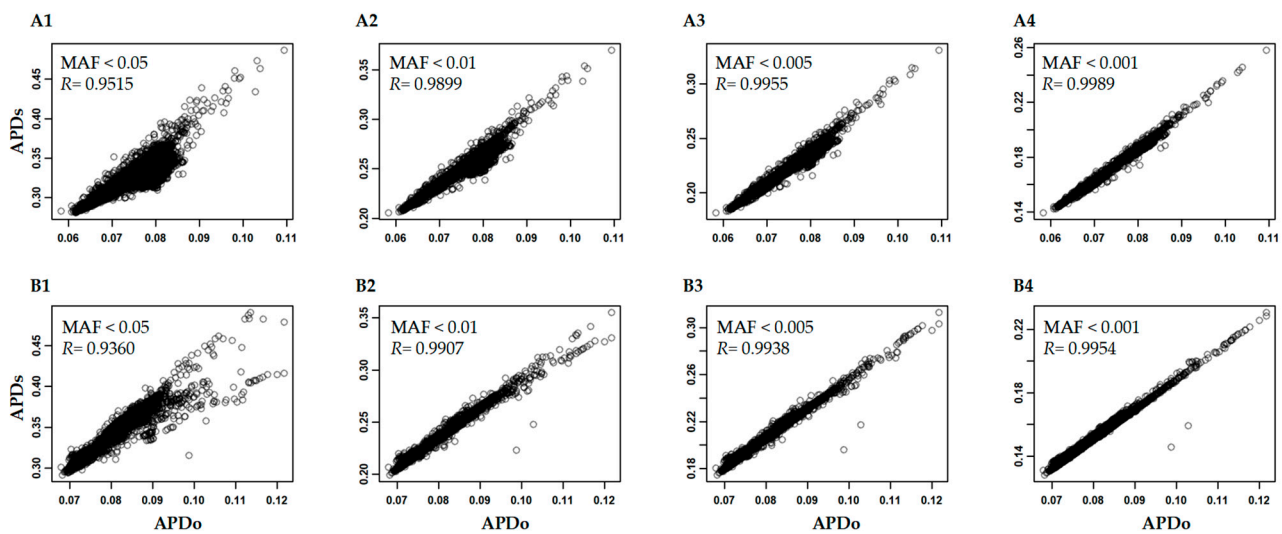 A1 A2 A3 A4
MAF < 0.05
R= 0.9515
MAF < 0.01
R= 0.9899
MAF < 0.005
R= 0.9955
MAF < 0.001
R= 0.9989
APDs
0.45
0.40
0.35
0.30
0.35
0.30
0.25
0.20
0.30
0.25
0.20
0.26
0.22
0.18
0.14
0.06 0.07 0.08 0.09 0.10 0.11
0.06 0.07 0.08 0.09 0.10 0.11
0.06 0.07 0.08 0.09 0.10 0.11
0.06 0.07 0.08 0.09 0.10 0.11
B1 B2 B3 B4
MAF < 0.05
R= 0.9360
MAF < 0.01
R= 0.9907
MAF < 0.005
R= 0.9938
MAF < 0.001
R= 0.9954
APDs
0.45
0.40
0.35
0.30
0.35
0.30
0.25
0.20
0.30
0.26
0.22
0.18
0.22
0.18
0.14
0.07 0.08 0.09 0.10 0.11 0.12
0.07 0.08 0.09 0.10 0.11 0.12
0.07 0.08 0.09 0.10 0.11 0.12
0.07 0.08 0.09 0.10 0.11 0.12
APDo APDo APDo APDo